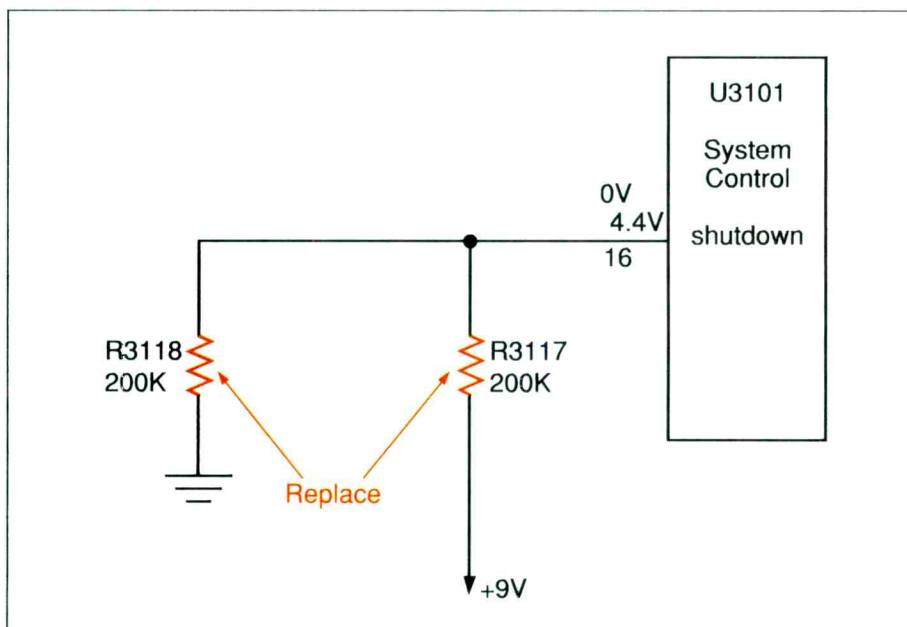 U3101
System
Control
shutdown
0V
4.4V
16
R3118
200K
R3117
200K
Replace
+9V